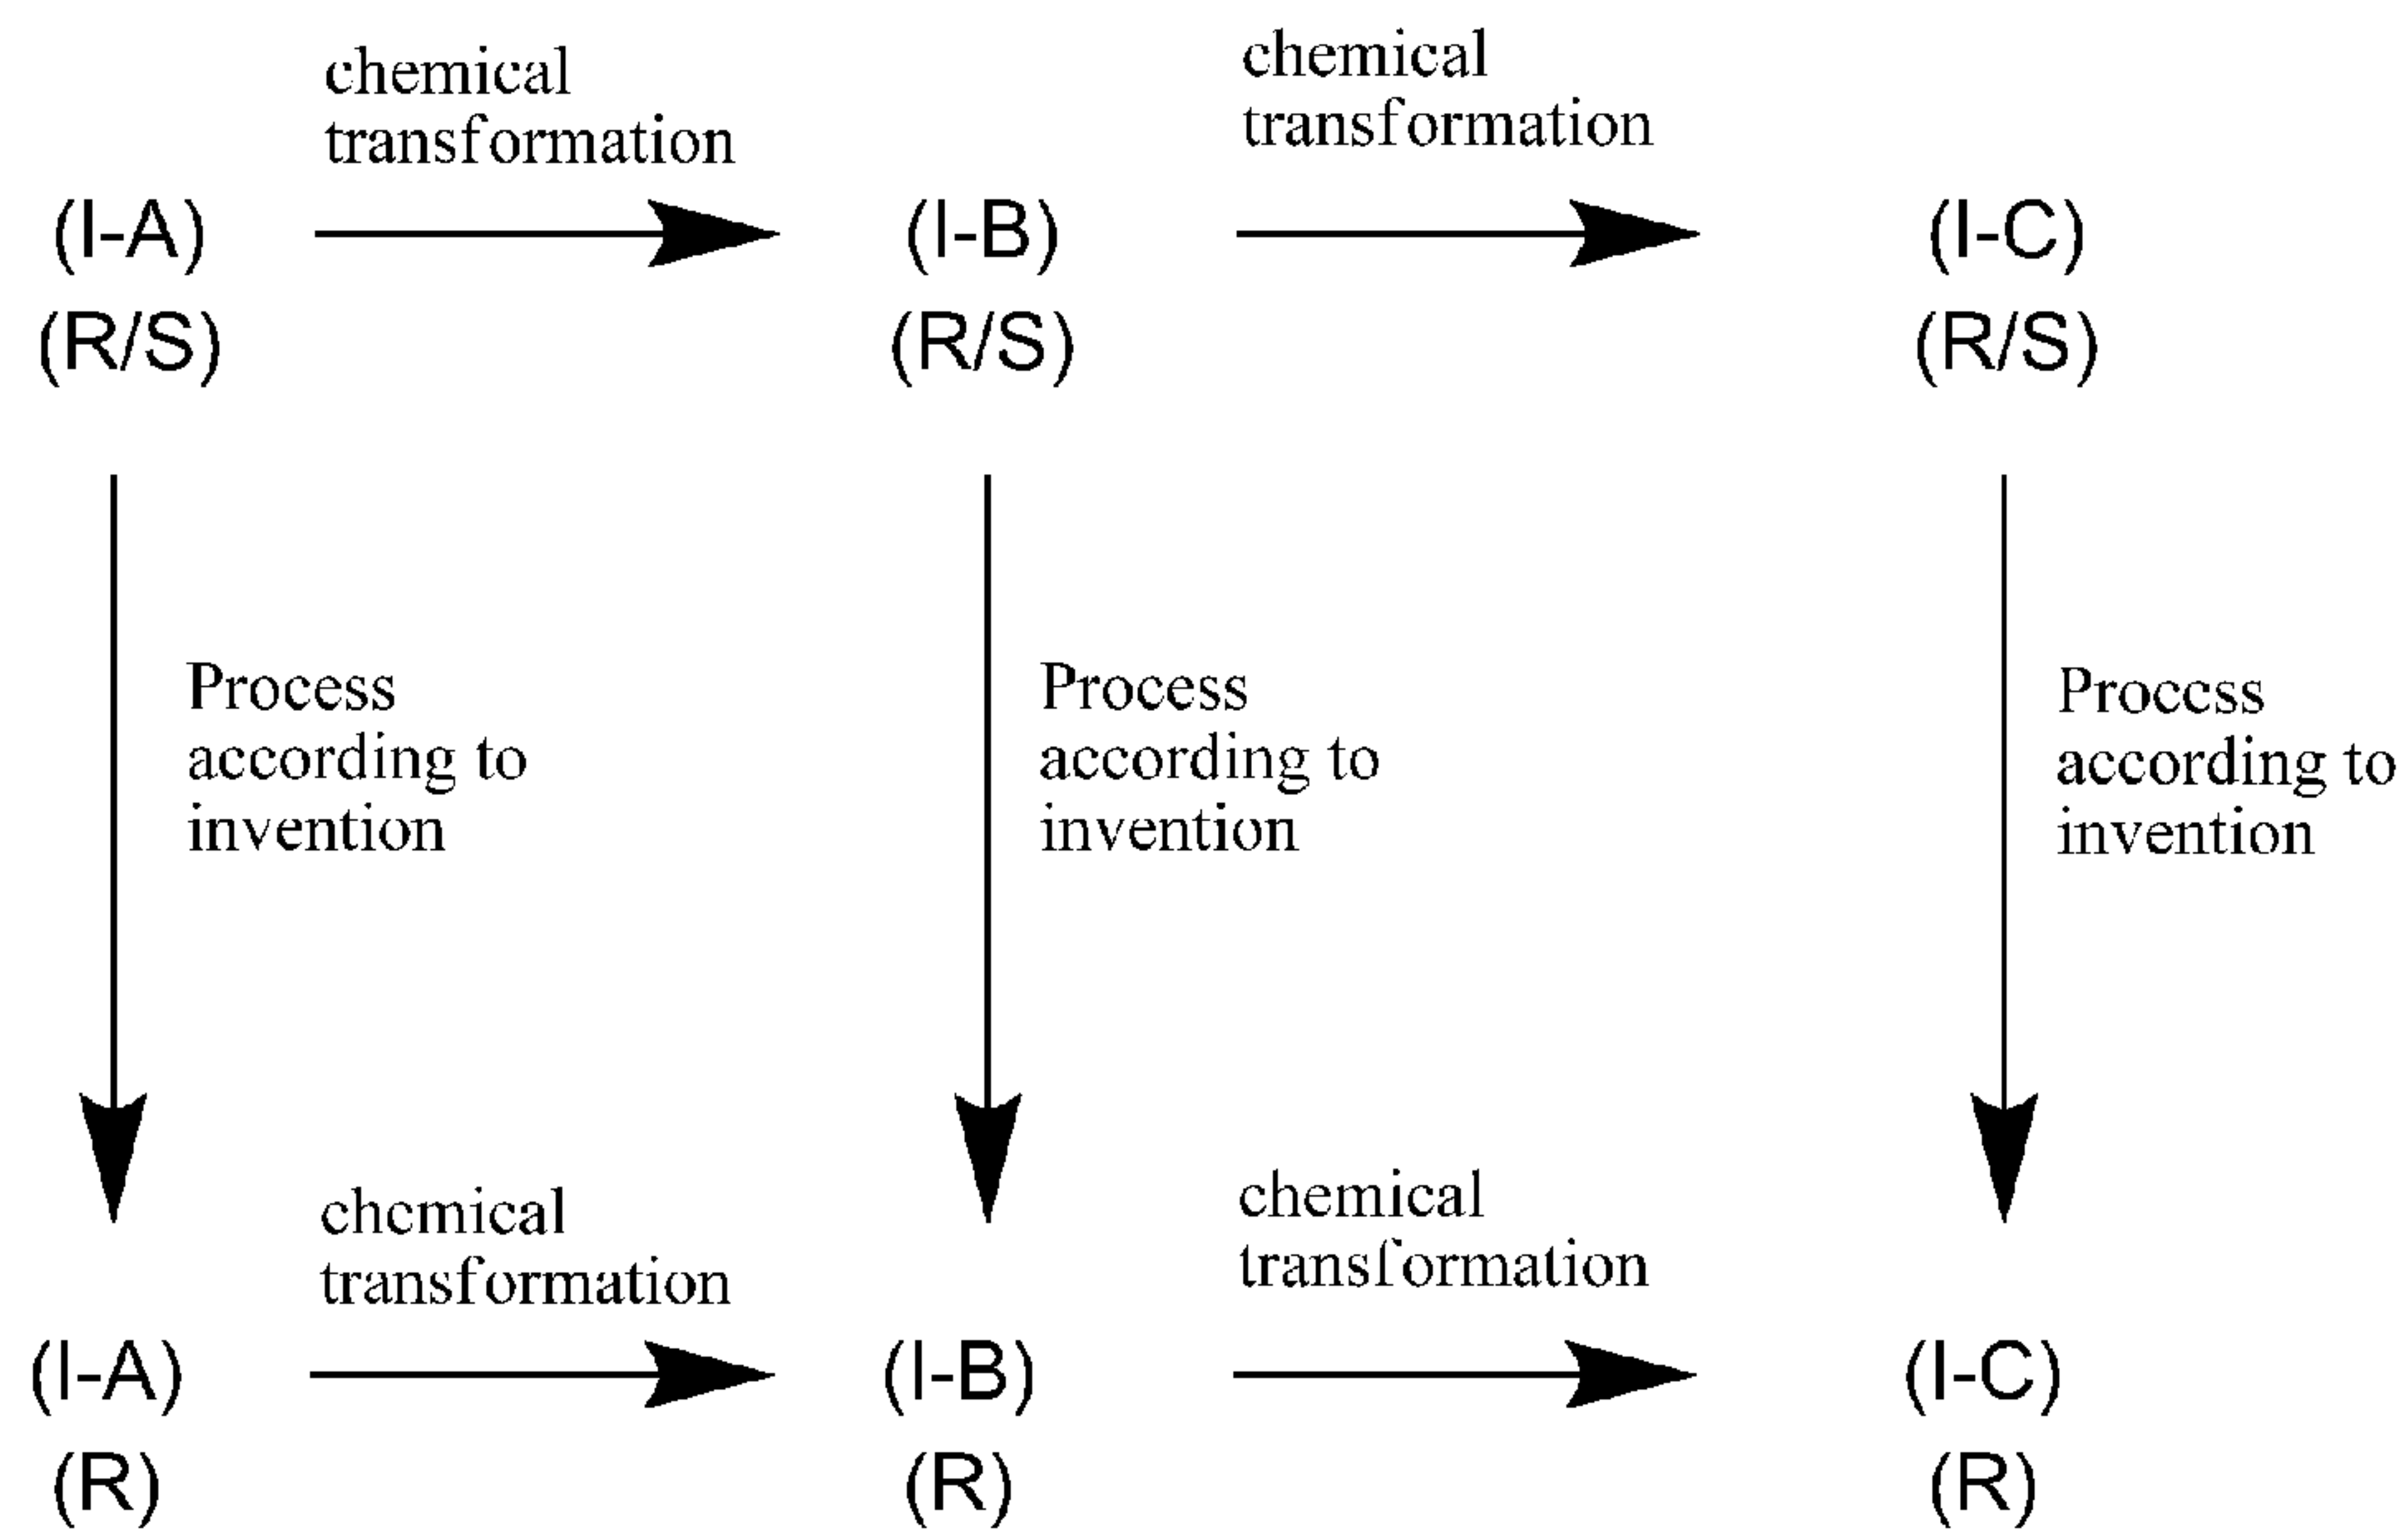 chemical
transformation
chemical
transformation
(I-A)
(I-B)
(I-C)
(R/S)
(R/S)
(R/S)
Process
according to
invention
Process
according to
invention
Process
according to
invention
chemical
transformation
chemical
transformation
(I-A)
(I-B)
(I-C)
(R)
(R)
(R)